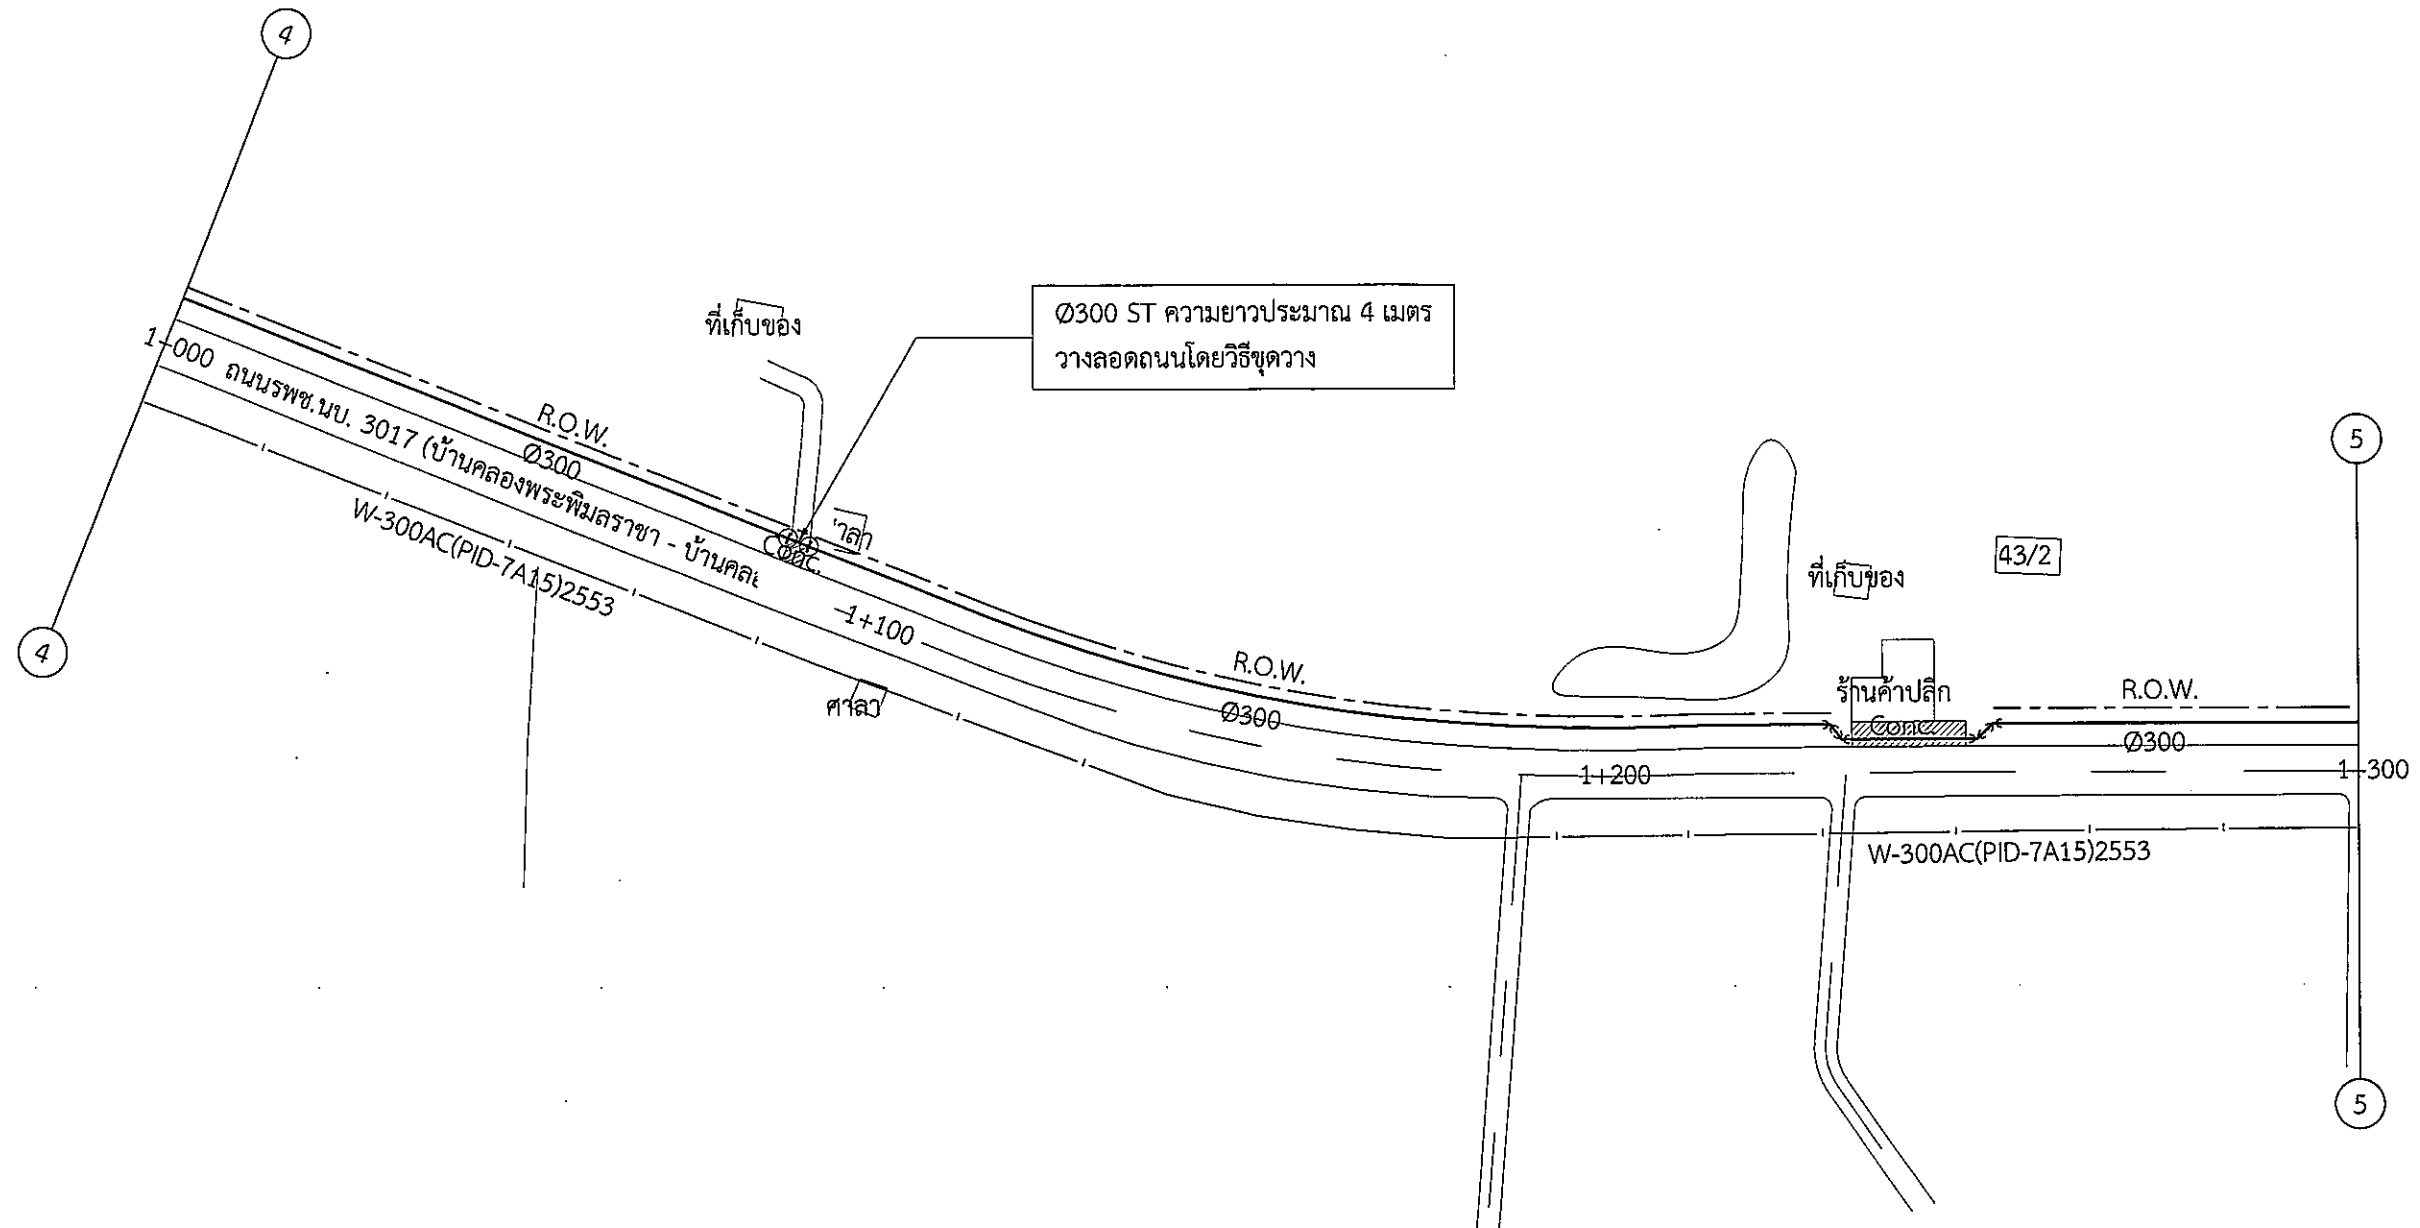 4
ที่เก็บของ
Ø300 ST ความยาวประมาณ 4 เมตร
วางลอดถนนโดยวิธีขุดวาง
1+000 ถนนรพช.นบ. 3017 (บ้านคลองพระพิมลราชา - บ้านคล
R.O.W.
Ø300
W-300AC(PID-7A15)2553
Conc.
าลา
1+100
ศาลา
4
R.O.W.
Ø300
5
ที่เก็บของ
43/2
ร้านค้าปลีก
Conc.
R.O.W.
Ø300
1+200
1+300
W-300AC(PID-7A15)2553
5